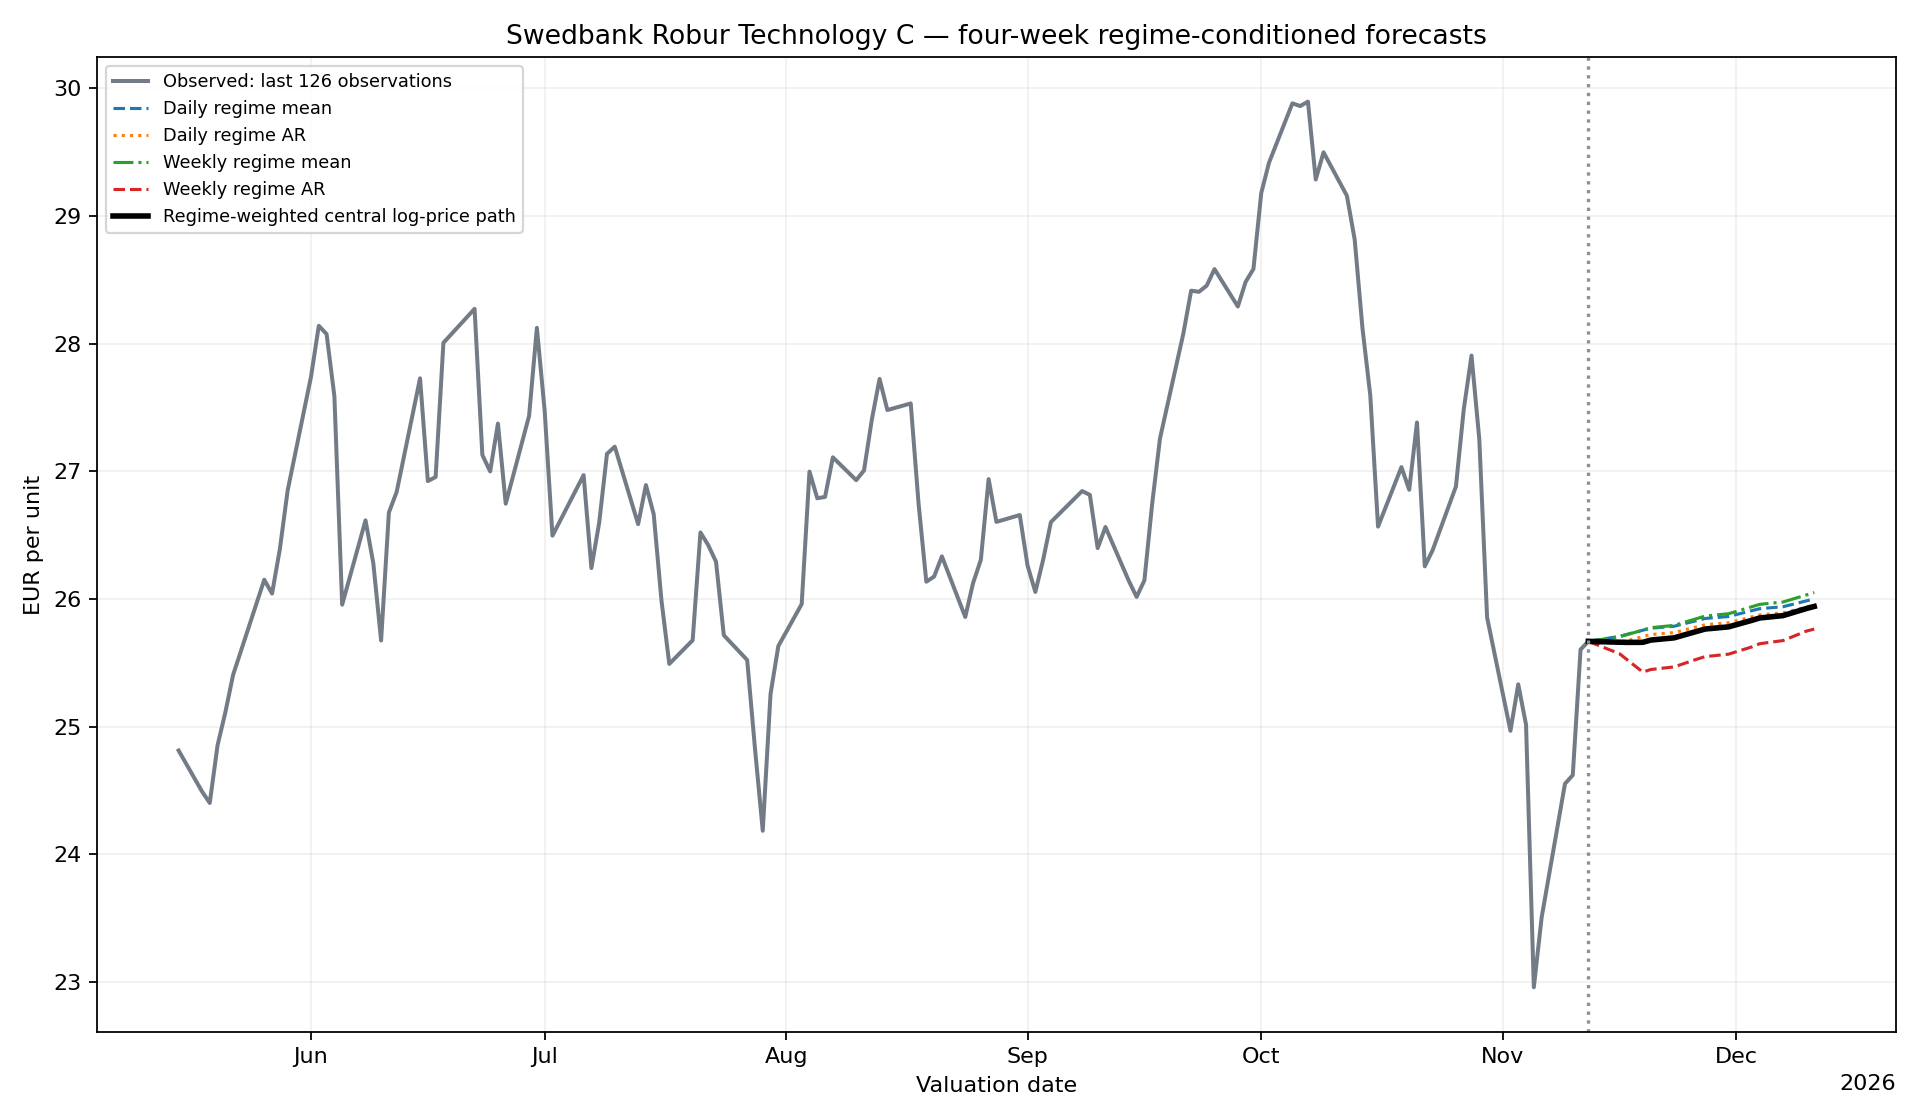 Swedbank Robur Technology C — four-week regime-conditioned forecasts
Observed: last 126 observations
Daily regime mean
Daily regime AR
Weekly regime mean
Weekly regime AR
Regime-weighted central log-price path
30
29
28
27
26
25
24
23
EUR per unit
Jun
Jul
Aug
Sep
Oct
Nov
Dec
Valuation date
2026